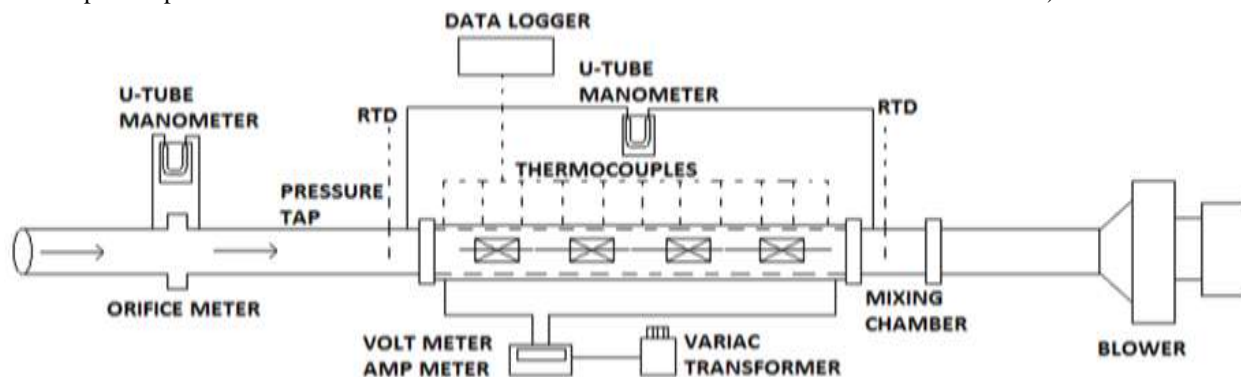 DATA LOGGER
U-TUBE
MANOMETER
U-TUBE
MANOMETER
RTD
RTD
THERMOCOUPLES
PRESSURE
TAP
ORIFICE METER
MIXING
CHAMBER
VOLT METER
AMP METER
VARIAC
TRANSFORMER
BLOWER